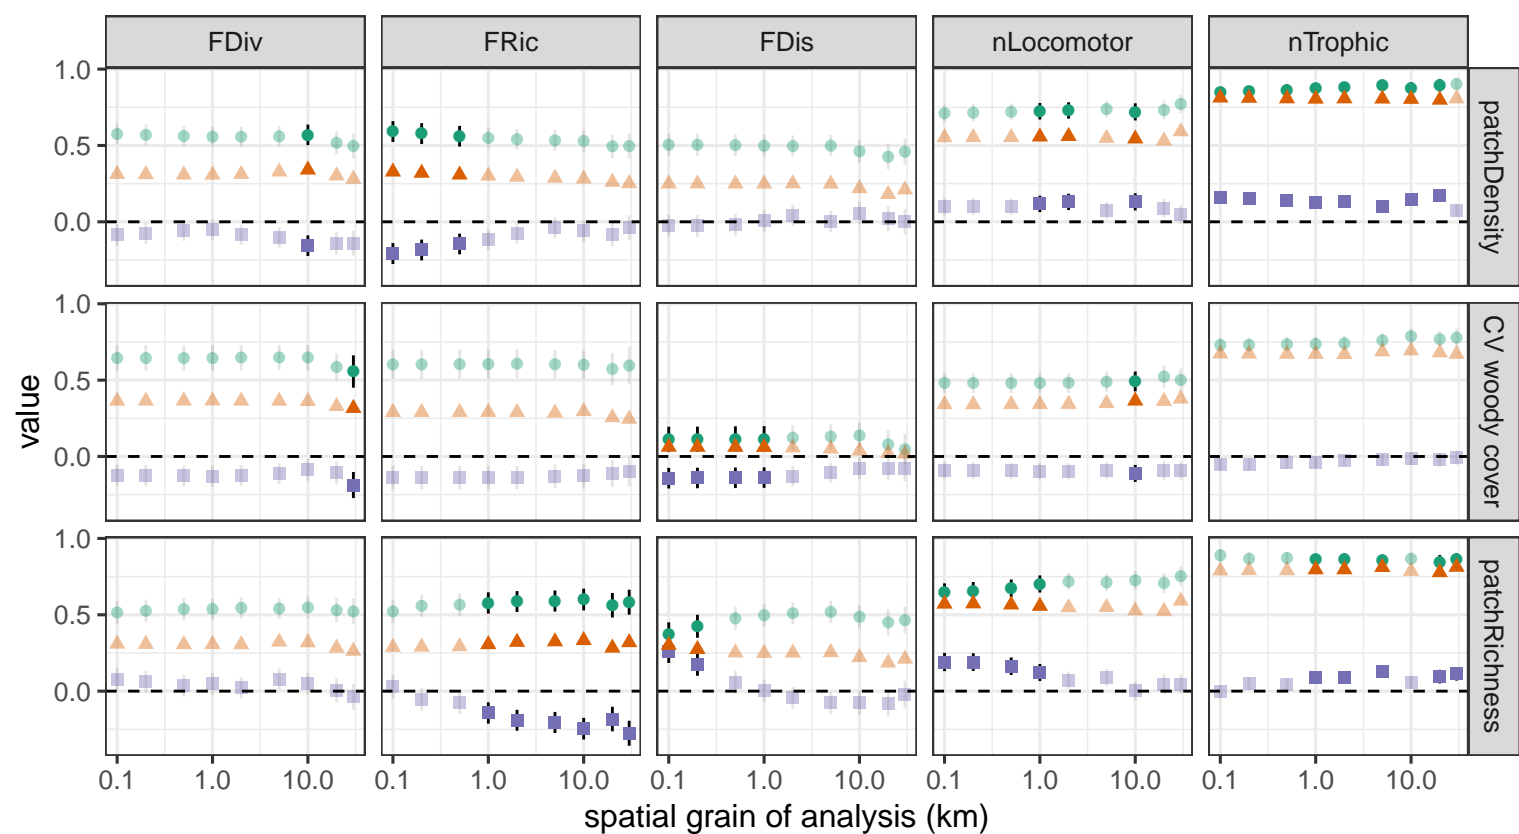 FDiv FRic FDis nLocomotor nTrophic
1.0
0.5
0.0
patchDensity
1.0
0.5
0.0
CV woody cover
1.0
0.5
0.0
patchRichness
value
0.1 1.0 10.0 0.1 1.0 10.0 0.1 1.0 10.0 0.1 1.0 10.0 0.1 1.0 10.0
spatial grain of analysis (km)